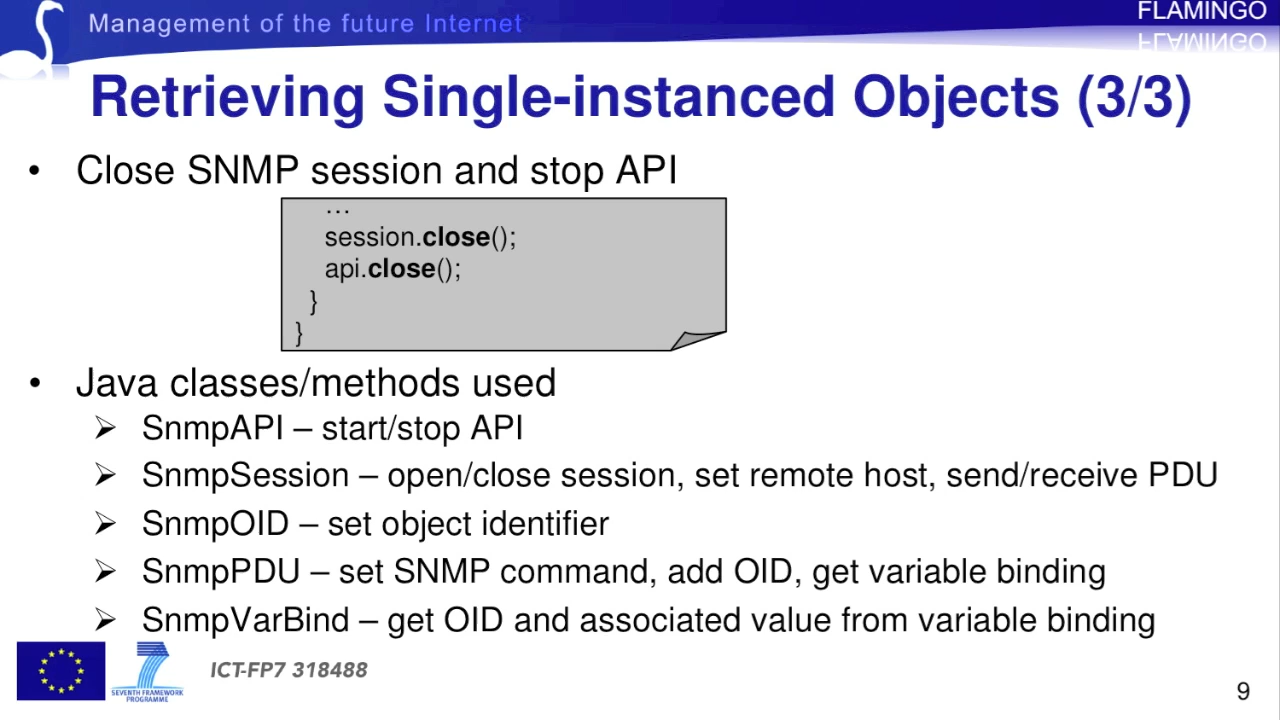 Management of the future Internet
FLAMINGO
FLAMINGO
Retrieving Single-instanced Objects (3/3)
• Close SNMP session and stop API
…
session.close();
api.close();
}
}
• Java classes/methods used
➢ SnmpAPI – start/stop API
➢ SnmpSession – open/close session, set remote host, send/receive PDU
➢ SnmpOID – set object identifier
➢ SnmpPDU – set SNMP command, add OID, get variable binding
➢ SnmpVarBind – get OID and associated value from variable binding
SEVENTH FRAMEWORK
PROGRAMME
ICT-FP7 318488
9